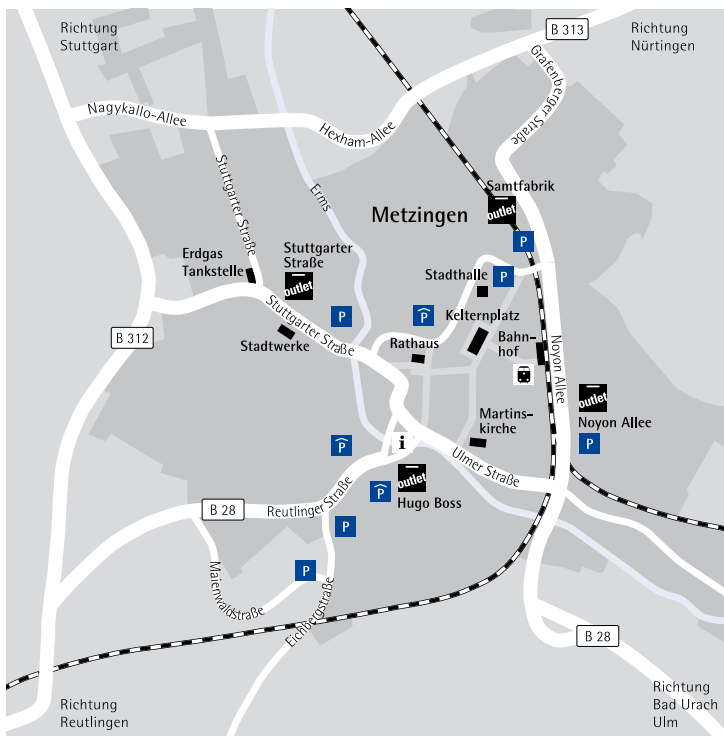 Richtung
Stuttgart
B 313
Richtung
Nürtingen
Grafenberger Straße
Nagykallo-Allee
Hexham-Allee
Stuttgarter Straße
Erms
Samtfabrik
outlet
Metzingen
P
Erdgas
Tankstelle
Stuttgarter
Straße
outlet
Stadthalle
P
P
P
Kelternplatz
Stuttgarter Straße
B 312
Stadtwerke
Rathaus
Bahn-
hof
Noyon Allee
outlet
Noyon Allee
P
Martins-
kirche
P
i
Ulmer Straße
outlet
Hugo Boss
P
Reutlinger Straße
B 28
P
P
Maienwaldstraße
Eichbergstraße
B 28
Richtung
Reutlingen
Richtung
Bad Urach
Ulm